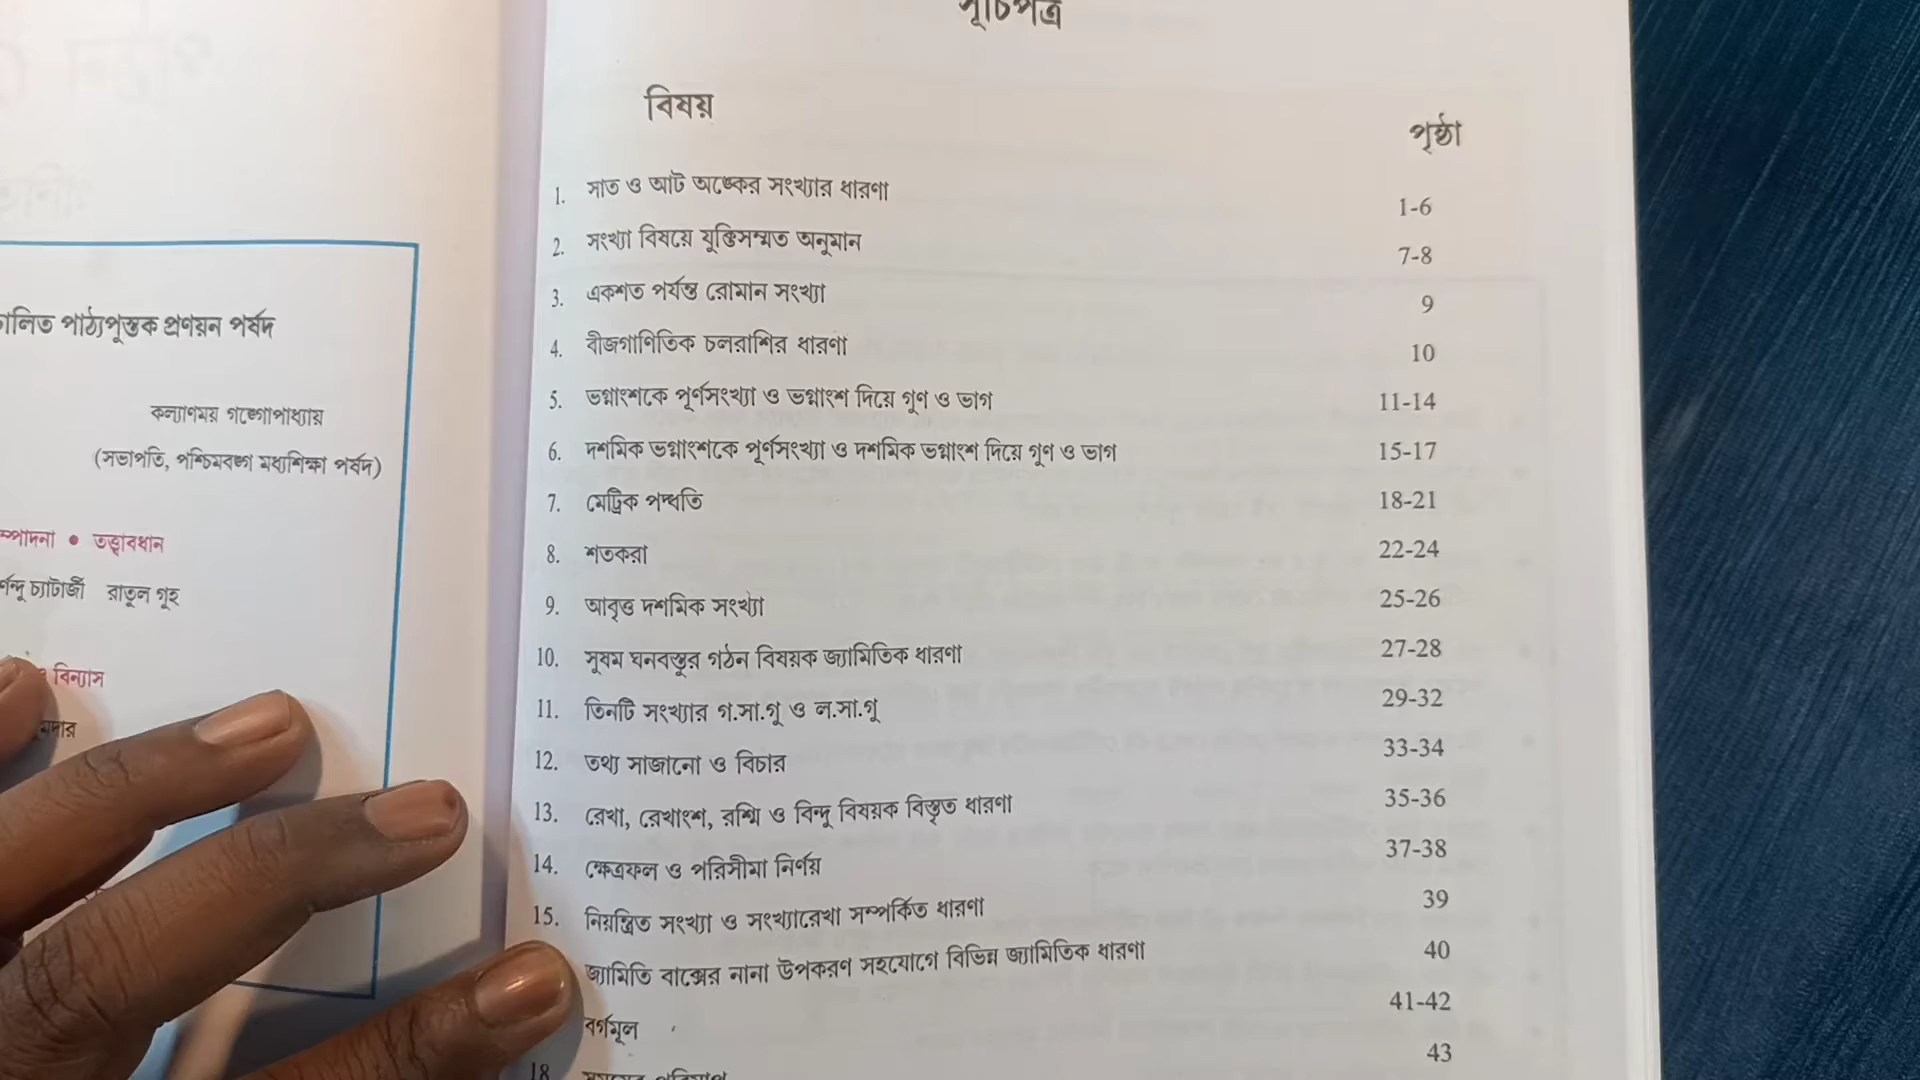 পাঠ্যপুস্তক প্রণয়ন পর্ষদ
কল্যাণময় গঙ্গোপাধ্যায়
(সভাপতি, পশ্চিমবঙ্গ মধ্যশিক্ষা পর্ষদ)
• তত্ত্বাবধান
চ্যাটার্জী রাতুল গুহ
বিন্যাস
সূচিপত্র
বিষয় পৃষ্ঠা
1. সাত ও আট অঙ্কের সংখ্যার ধারণা 1-6
2. সংখ্যা বিষয়ে যুক্তিসম্মত অনুমান 7-8
3. একশত পর্যন্ত রোমান সংখ্যা 9
4. বীজগাণিতিক চলরাশির ধারণা 10
5. ভগ্নাংশকে পূর্ণসংখ্যা ও ভগ্নাংশ দিয়ে গুণ ও ভাগ 11-14
6. দশমিক ভগ্নাংশকে পূর্ণসংখ্যা ও দশমিক ভগ্নাংশ দিয়ে গুণ ও ভাগ 15-17
7. মেট্রিক পদ্ধতি 18-21
8. শতকরা 22-24
9. আবৃত্ত দশমিক সংখ্যা 25-26
10. সুষম ঘনবস্তুর গঠন বিষয়ক জ্যামিতিক ধারণা 27-28
11. তিনটি সংখ্যার গ.সা.গু ও ল.সা.গু 29-32
12. তথ্য সাজানো ও বিচার 33-34
13. রেখা, রেখাংশ, রশ্মি ও বিন্দু বিষয়ক বিস্তৃত ধারণা 35-36
14. ক্ষেত্রফল ও পরিসীমা নির্ণয় 37-38
15. নিয়ন্ত্রিত সংখ্যা ও সংখ্যারেখা সম্পর্কিত ধারণা 39
জ্যামিতি বাক্সের নানা উপকরণ সহযোগে বিভিন্ন জ্যামিতিক ধারণা 40
বর্গমূল 41-42
18. সময়ের পরিমাপ 43